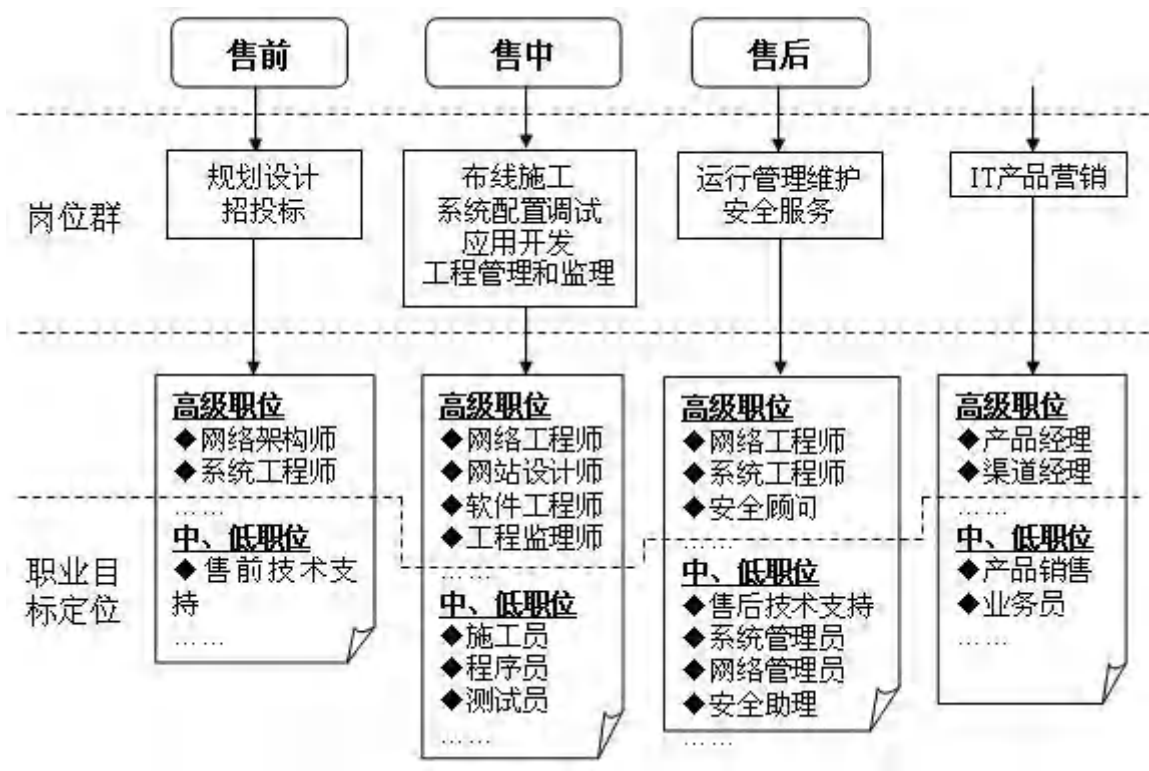 售前
售中
售后
岗位群
规划设计
招投标
布线施工
系统配置调试
应用开发
工程管理和监理
运行管理维护
安全服务
IT产品营销
职业目
标定位
高级职位
◆网络架构师
◆系统工程师
……
中、低职位
◆售前技术支
持
……
高级职位
◆网络工程师
◆网站设计师
◆软件工程师
◆工程监理师
……
中、低职位
◆施工员
◆程序员
◆测试员
……
高级职位
◆网络工程师
◆系统工程师
◆安全顾问
……
中、低职位
◆售后技术支持
◆系统管理员
◆网络管理员
◆安全助理
……
高级职位
◆产品经理
◆渠道经理
……
中、低职位
◆产品销售
◆业务员
……